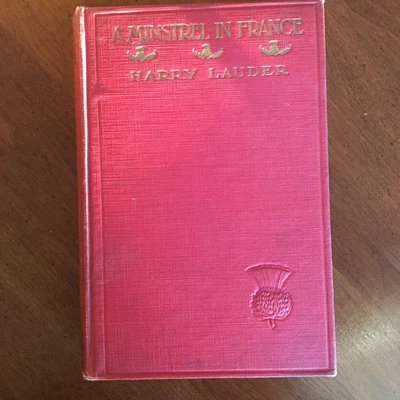 A MINSTREL IN FRANCE
HARRY LAUDER